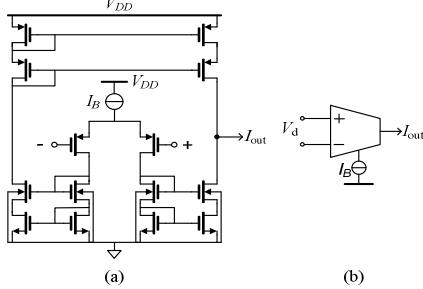 V_DD
V_DD
I_B
- +
I_out
V_d
+
−
I_out
I_B
(a) (b)